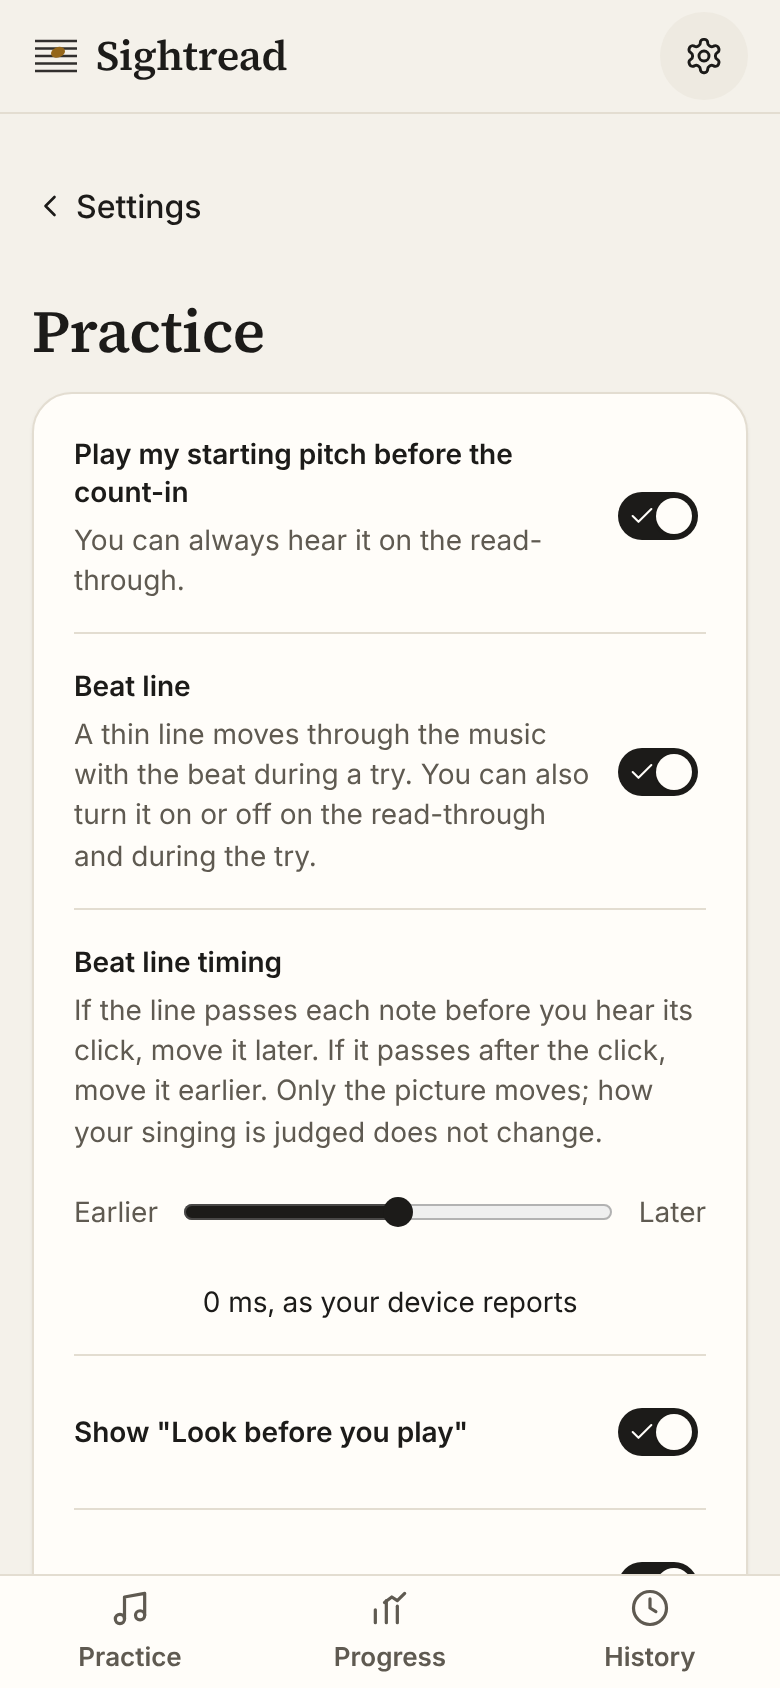 Sightread
Settings
Practice
Play my starting pitch before the
count-in
You can always hear it on the read-
through.
Beat line
A thin line moves through the music
with the beat during a try. You can also
turn it on or off on the read-through
and during the try.
Beat line timing
If the line passes each note before you hear its
click, move it later. If it passes after the click,
move it earlier. Only the picture moves; how
your singing is judged does not change.
Earlier
Later
0 ms, as your device reports
Show "Look before you play"
Practice
Progress
History